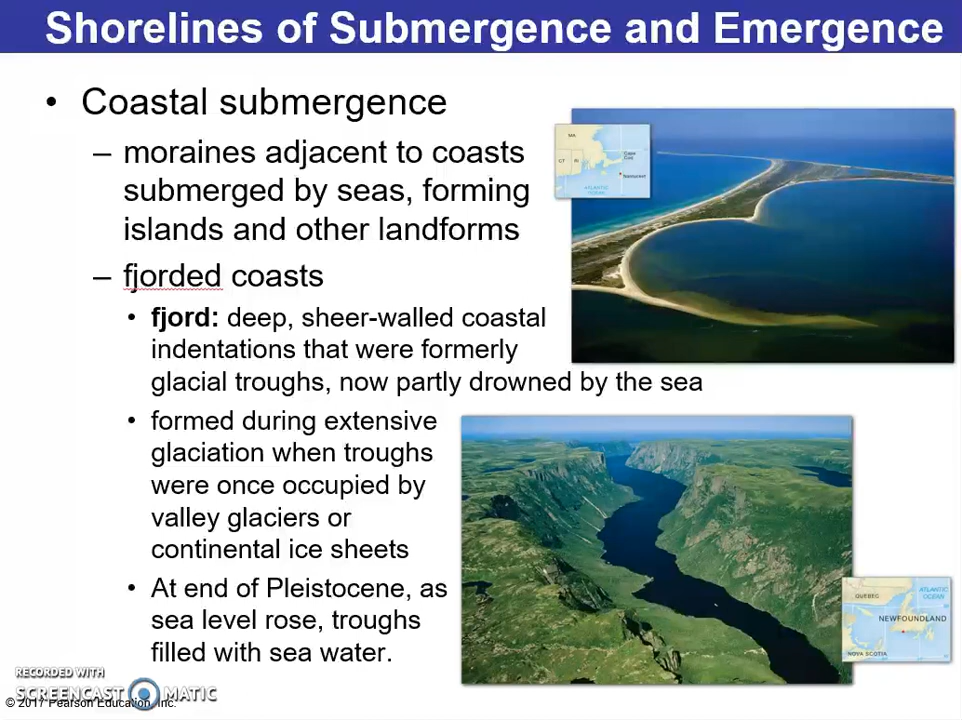 Shorelines of Submergence and Emergence
• Coastal submergence
– moraines adjacent to coasts
submerged by seas, forming
islands and other landforms
– fjorded coasts
• fjord: deep, sheer-walled coastal
indentations that were formerly
glacial troughs, now partly drowned by the sea
• formed during extensive
glaciation when troughs
were once occupied by
valley glaciers or
continental ice sheets
• At end of Pleistocene, as
sea level rose, troughs
filled with sea water.
MA
CT RI
Cape
Cod
Nantucket
ATLANTIC
OCEAN
QUEBEC
ATLANTIC
OCEAN
NEWFOUNDLAND
NOVA SCOTIA
RECORDED WITH
SCREENCAST MATIC
© 2017 Pearson Education, Inc.